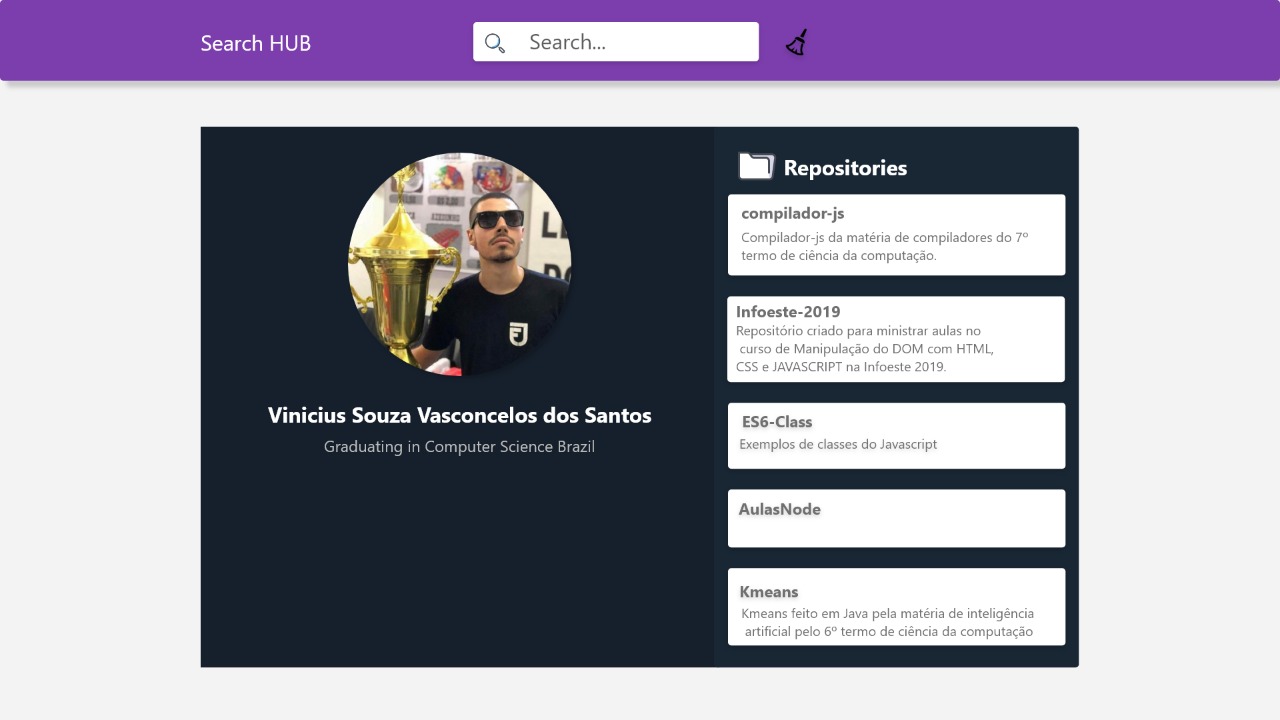 Search HUB
Search...
Vinicius Souza Vasconcelos dos Santos
Graduating in Computer Science Brazil
Repositories
compilador-js
Compilador-js da matéria de compiladores do 7º
termo de ciência da computação.
Infoeste-2019
Repositório criado para ministrar aulas no
curso de Manipulação do DOM com HTML,
CSS e JAVASCRIPT na Infoeste 2019.
ES6-Class
Exemplos de classes do Javascript
AulasNode
Kmeans
Kmeans feito em Java pela matéria de inteligência
artificial pelo 6º termo de ciência da computação